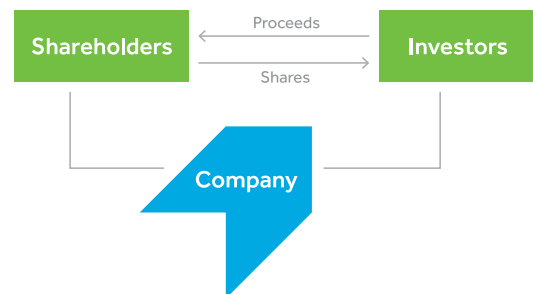 Proceeds
Shareholders
Investors
Shares
Company